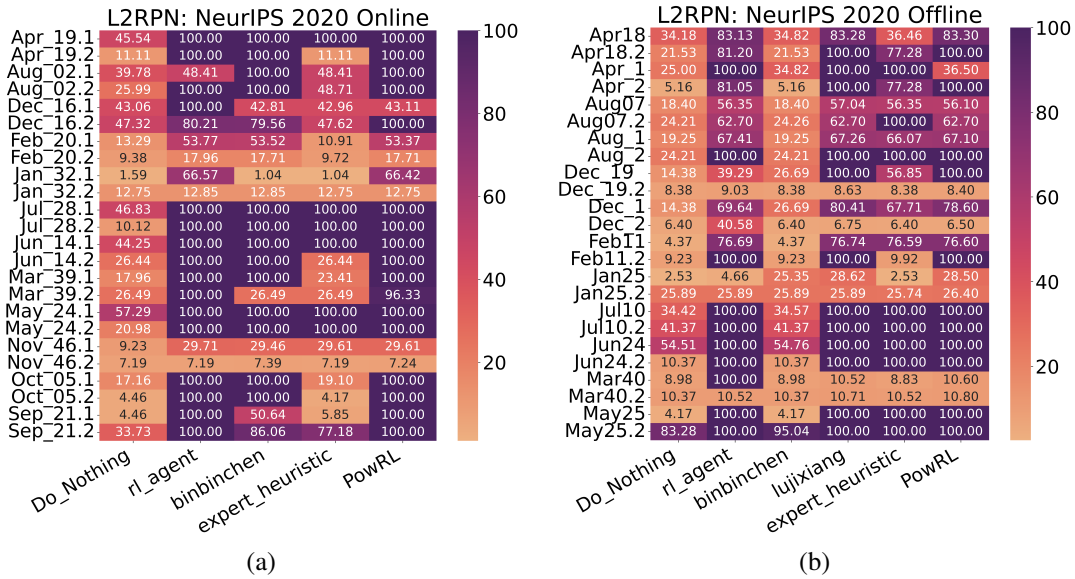 L2RPN: NeurIPS 2020 Online
Apr_19.1 45.54 100.00 100.00 100.00 100.00
Apr_19.2 11.11 100.00 100.00 11.11 100.00
Aug_02.1 39.78 48.41 100.00 48.41 100.00
Aug_02.2 25.99 100.00 100.00 48.71 100.00
Dec_16.1 43.06 100.00 42.81 42.96 43.11
Dec_16.2 47.32 80.21 79.56 47.62 100.00
Feb_20.1 13.29 53.77 53.52 10.91 53.37
Feb_20.2 9.38 17.96 17.71 9.72 17.71
Jan_32.1 1.59 66.57 1.04 1.04 66.42
Jan_32.2 12.75 12.85 12.85 12.75 12.75
Jul_28.1 46.83 100.00 100.00 100.00 100.00
Jul_28.2 10.12 100.00 100.00 100.00 100.00
Jun_14.1 44.25 100.00 100.00 100.00 100.00
Jun_14.2 26.44 100.00 100.00 26.44 100.00
Mar_39.1 17.96 100.00 100.00 23.41 100.00
Mar_39.2 26.49 100.00 26.49 26.49 96.33
May_24.1 57.29 100.00 100.00 100.00 100.00
May_24.2 20.98 100.00 100.00 100.00 100.00
Nov_46.1 9.23 29.71 29.46 29.61 29.61
Nov_46.2 7.19 7.19 7.39 7.19 7.24
Oct_05.1 17.16 100.00 100.00 19.10 100.00
Oct_05.2 4.46 100.00 100.00 4.17 100.00
Sep_21.1 4.46 100.00 50.64 5.85 100.00
Sep_21.2 33.73 100.00 86.06 77.18 100.00
Do_Nothing rl_agent binbinchen expert_heuristic PowRL
100
80
60
40
20
(a)
L2RPN: NeurIPS 2020 Offline
Apr18 34.18 83.13 34.82 83.28 36.46 83.30
Apr18.2 21.53 81.20 21.53 100.00 77.28 100.00
Apr_1 25.00 100.00 34.82 100.00 100.00 36.50
Apr_2 5.16 81.05 5.16 100.00 77.28 100.00
Aug07 18.40 56.35 18.40 57.04 56.35 56.10
Aug07.2 24.21 62.70 24.26 62.70 100.00 62.70
Aug_1 19.25 67.41 19.25 67.26 66.07 67.10
Aug_2 24.21 100.00 24.21 100.00 100.00 100.00
Dec_19 14.38 39.29 26.69 100.00 56.85 100.00
Dec_19.2 8.38 9.03 8.38 8.63 8.38 8.40
Dec_1 14.38 69.64 26.69 80.41 67.71 78.60
Dec_2 6.40 40.58 6.40 6.75 6.40 6.50
Feb11 4.37 76.69 4.37 76.74 76.59 76.60
Feb11.2 9.23 100.00 9.23 100.00 9.92 100.00
Jan25 2.53 4.66 25.35 28.62 2.53 28.50
Jan25.2 25.89 25.89 25.89 25.89 25.74 26.40
Jul10 34.42 100.00 34.57 100.00 100.00 100.00
Jul10.2 41.37 100.00 41.37 100.00 100.00 100.00
Jun24 54.51 100.00 54.76 100.00 100.00 100.00
Jun24.2 10.37 100.00 10.37 100.00 100.00 100.00
Mar40 8.98 100.00 8.98 10.52 8.83 10.60
Mar40.2 10.37 10.52 10.37 10.71 10.52 10.80
May25 4.17 100.00 4.17 100.00 100.00 100.00
May25.2 83.28 100.00 95.04 100.00 100.00 100.00
Do_Nothing rl_agent binbinchen lujixiang expert_heuristic PowRL
100
80
60
40
20
(b)